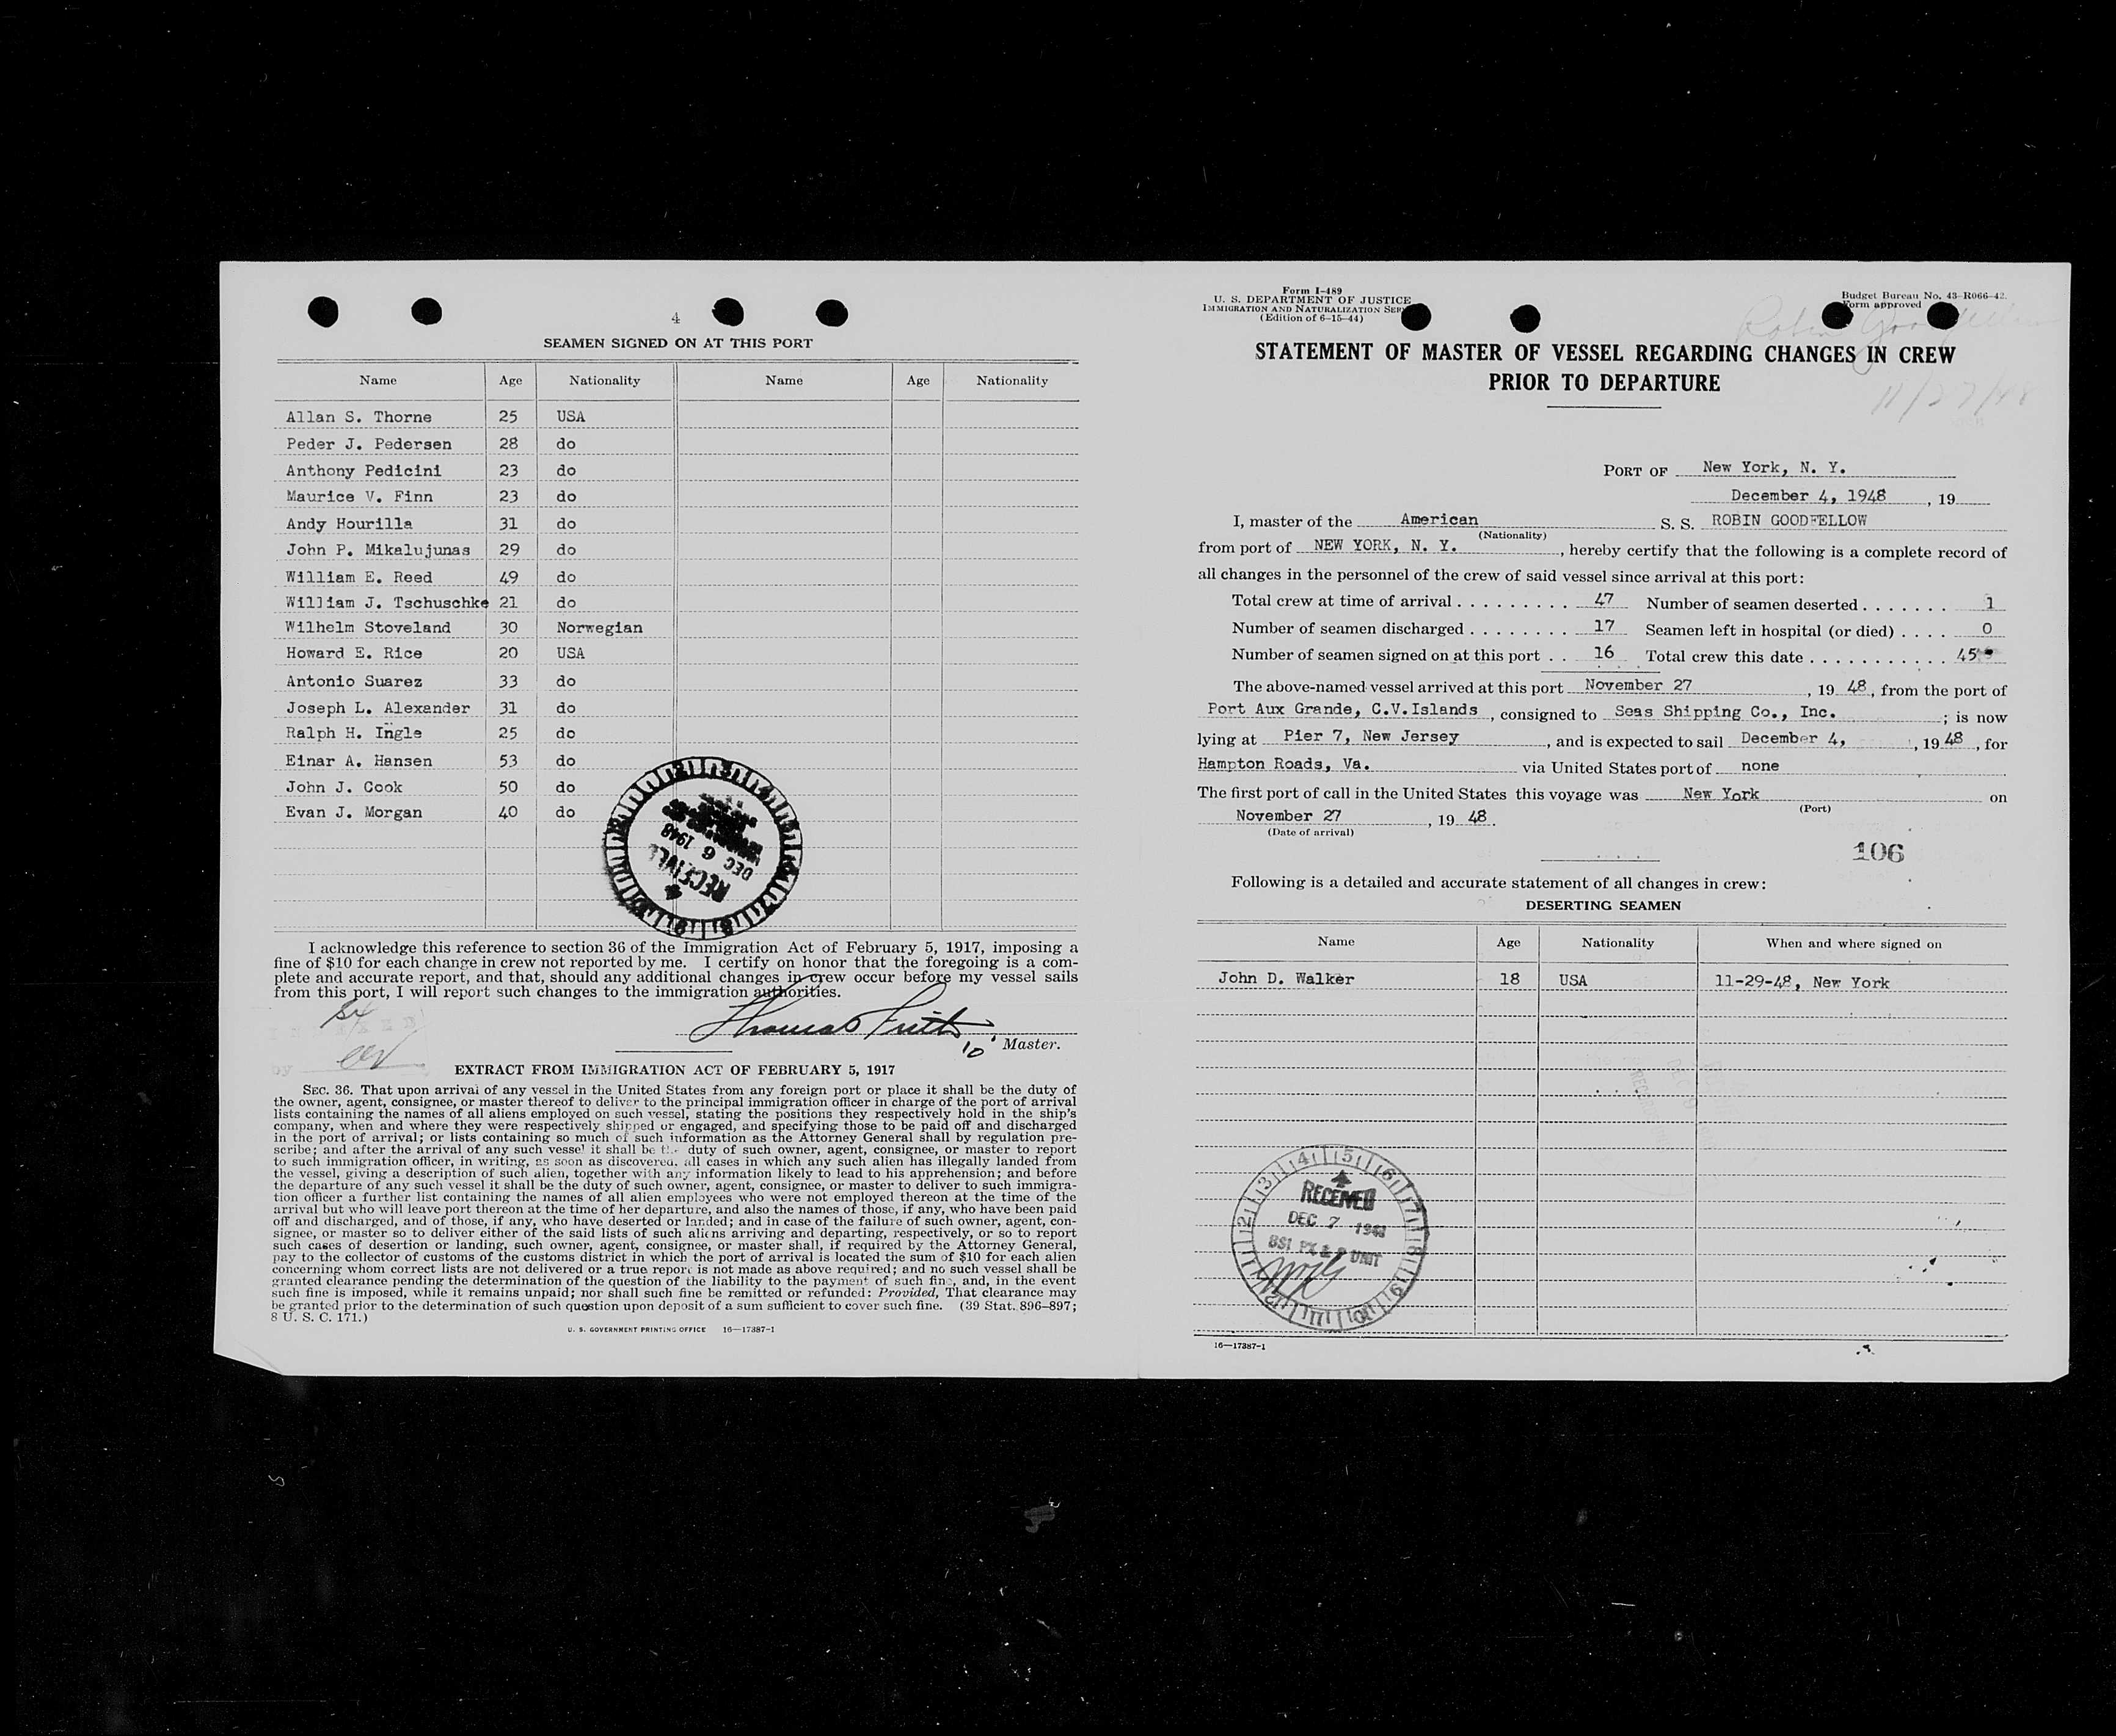 4
SEAMEN SIGNED ON AT THIS PORT
Name Age Nationality Name Age Nationality
Allan S. Thorne 25 USA
Peder J. Pedersen 28 do
Anthony Pedicini 23 do
Maurice V. Finn 23 do
Andy Hourilla 31 do
John P. Mikalujunas 29 do
William E. Reed 49 do
William J. Tschuschke 21 do
Wilhelm Stoveland 30 Norwegian
Howard E. Rice 20 USA
Antonio Suarez 33 do
Joseph L. Alexander 31 do
Ralph H. Ingle 25 do
Einar A. Hansen 53 do
John J. Cook 50 do
Evan J. Morgan 40 do
RECEIVED
DEC 6 1948
I acknowledge this reference to section 36 of the Immigration Act of February 5, 1917, imposing a
fine of $10 for each change in crew not reported by me. I certify on honor that the foregoing is a com-
plete and accurate report, and that, should any additional changes in crew occur before my vessel sails
from this port, I will report such changes to the immigration authorities.
Thomas
Master.
EXTRACT FROM IMMIGRATION ACT OF FEBRUARY 5, 1917
SEC. 36. That upon arrival of any vessel in the United States from any foreign port or place it shall be the duty of
the owner, agent, consignee, or master thereof to deliver to the principal immigration officer in charge of the port of arrival
lists containing the names of all aliens employed on such vessel, stating the positions they respectively hold in the ship's
company, when and where they were respectively shipped or engaged, and specifying those to be paid off and discharged
in the port of arrival; or lists containing so much of such information as the Attorney General shall by regulation pre-
scribe; and after the arrival of any such vessel it shall be the duty of such owner, agent, consignee, or master to report
to such immigration officer, in writing, as soon as discovered, all cases in which any such alien has illegally landed from
the vessel, giving a description of such alien, together with any information likely to lead to his apprehension; and before
the departure of any such vessel it shall be the duty of such owner, agent, consignee, or master to deliver to such immigra-
tion officer a further list containing the names of all alien employees who were not employed thereon at the time of the
arrival but who will leave port thereon at the time of her departure, and also the names of those, if any, who have been paid
off and discharged, and of those, if any, who have deserted or landed; and in case of the failure of such owner, agent, con-
signee, or master so to deliver either of the said lists of such aliens arriving and departing, respectively, or so to report
such cases of desertion or landing, such owner, agent, consignee, or master shall, if required by the Attorney General,
pay to the collector of customs of the customs district in which the port of arrival is located the sum of $10 for each alien
concerning whom correct lists are not delivered or a true report is not made as above required; and no such vessel shall be
granted clearance pending the determination of the question of the liability to the payment of such fine, and, in the event
such fine is imposed, while it remains unpaid; nor shall such fine be remitted or refunded: Provided, That clearance may
be granted prior to the determination of such question upon deposit of a sum sufficient to cover such fine. (39 Stat. 896-897;
8 U. S. C. 171.)
U. S. GOVERNMENT PRINTING OFFICE 16—17387-1
Form I-489
U. S. DEPARTMENT OF JUSTICE
IMMIGRATION AND NATURALIZATION SER
(Edition of 6-15-44)
Budget Bureau No. 43-R066-42.
Form approved
Robin Goodfellow
11/27/48
STATEMENT OF MASTER OF VESSEL REGARDING CHANGES IN CREW
PRIOR TO DEPARTURE
PORT OF New York, N. Y.
December 4, 1948, 19
I, master of the American S. S. ROBIN GOODFELLOW
(Nationality)
from port of NEW YORK, N. Y., hereby certify that the following is a complete record of
all changes in the personnel of the crew of said vessel since arrival at this port:
Total crew at time of arrival . . . . . . . . . 47 Number of seamen deserted . . . . . . . 1
Number of seamen discharged . . . . . . . . 17 Seamen left in hospital (or died) . . . . 0
Number of seamen signed on at this port . . 16 Total crew this date . . . . . . . . . . . 45
The above-named vessel arrived at this port November 27, 19 48, from the port of
Port Aux Grande, C.V.Islands, consigned to Seas Shipping Co., Inc.; is now
lying at Pier 7, New Jersey, and is expected to sail December 4, , 19 48, for
Hampton Roads, Va. via United States port of none
The first port of call in the United States this voyage was New York on
(Port)
November 27, 19 48.
(Date of arrival)
106
Following is a detailed and accurate statement of all changes in crew:
DESERTING SEAMEN
Name Age Nationality When and where signed on
John D. Walker 18 USA 11-29-48, New York
RECEIVED
DEC 7 1948
BSI PX & S UNIT
16—17387-1